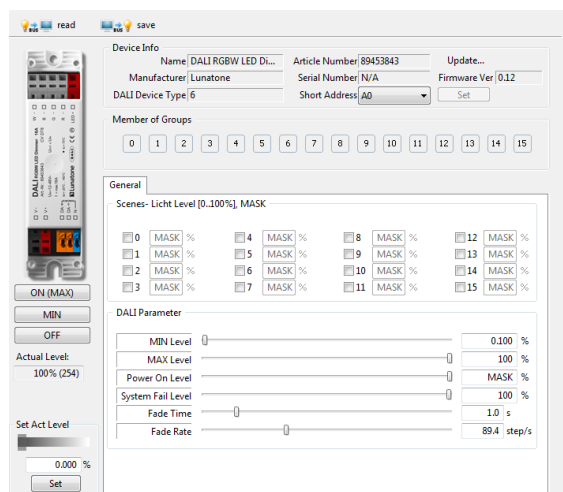 read save
Device Info
Name DALI RGBW LED Di... Article Number 89453843 Update...
Manufacturer Lunatone Serial Number N/A Firmware Ver 0.12
DALI Device Type 6 Short Address A0 Set
Member of Groups
0 1 2 3 4 5 6 7 8 9 10 11 12 13 14 15
General
Scenes- Licht Level [0..100%], MASK
0 MASK % 4 MASK % 8 MASK % 12 MASK %
1 MASK % 5 MASK % 9 MASK % 13 MASK %
2 MASK % 6 MASK % 10 MASK % 14 MASK %
3 MASK % 7 MASK % 11 MASK % 15 MASK %
ON (MAX)
MIN
OFF
Actual Level:
100% (254)
DALI Parameter
MIN Level 0.100 %
MAX Level 100 %
Power On Level MASK %
System Fail Level 100 %
Fade Time 1.0 s
Fade Rate 89.4 step/s
Set Act Level
0.000 %
Set
DALI RGBW LED Dimmer 16A
Lunatone